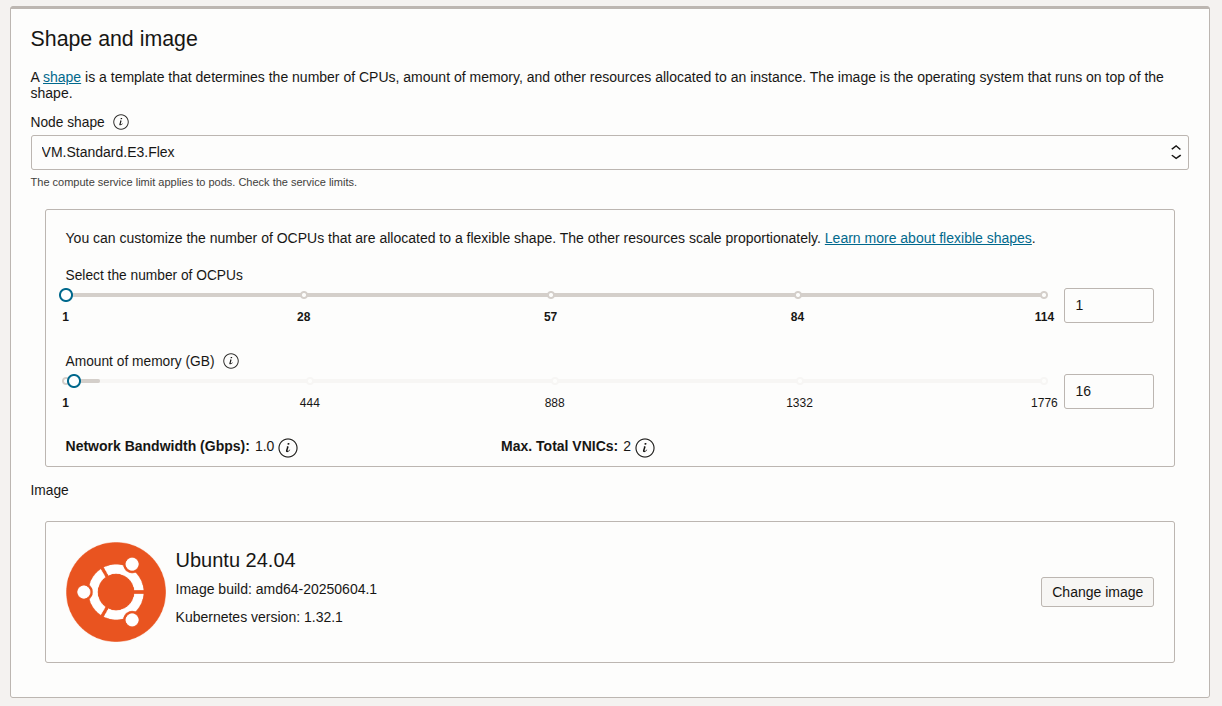 Shape and image
A shape is a template that determines the number of CPUs, amount of memory, and other resources allocated to an instance. The image is the operating system that runs on top of the
shape.
Node shape
VM.Standard.E3.Flex
The compute service limit applies to pods. Check the service limits.
You can customize the number of OCPUs that are allocated to a flexible shape. The other resources scale proportionately. Learn more about flexible shapes.
Select the number of OCPUs
1
1 28 57 84 114
Amount of memory (GB)
16
1 444 888 1332 1776
Network Bandwidth (Gbps): 1.0 Max. Total VNICs: 2
Image
Ubuntu 24.04
Image build: amd64-20250604.1
Change image
Kubernetes version: 1.32.1